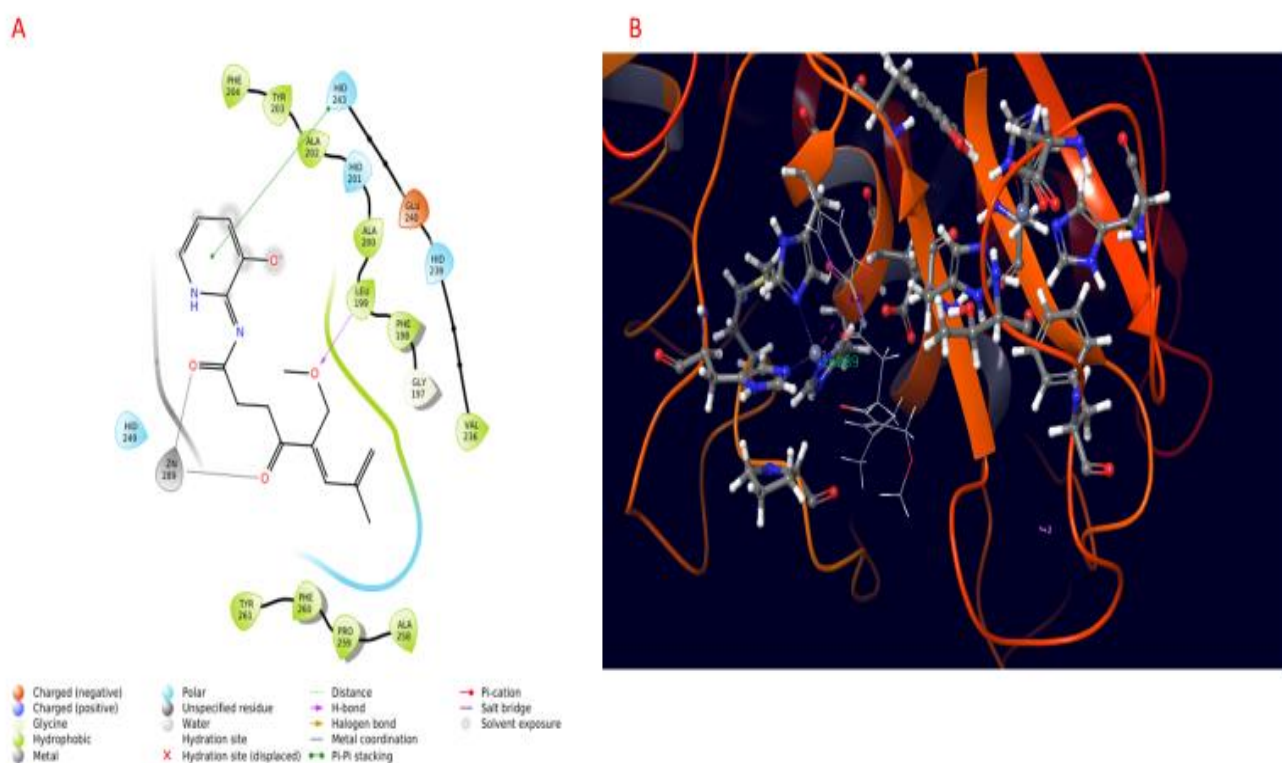 A
B
PHE
204
TYR
203
HID
243
ALA
202
HID
201
GLU
240
ALA
200
HID
239
LEU
199
PHE
198
GLY
197
VAL
236
NH
N
O
O⁻
O
O
HID
249
ZN
289
TYR
261
PHE
260
PRO
259
ALA
258
Charged (negative)
Charged (positive)
Glycine
Hydrophobic
Metal
Polar
Unspecified residue
Water
Hydration site
X Hydration site (displaced)
Distance
H-bond
Halogen bond
Metal coordination
Pi-Pi stacking
Pi-cation
Salt bridge
Solvent exposure